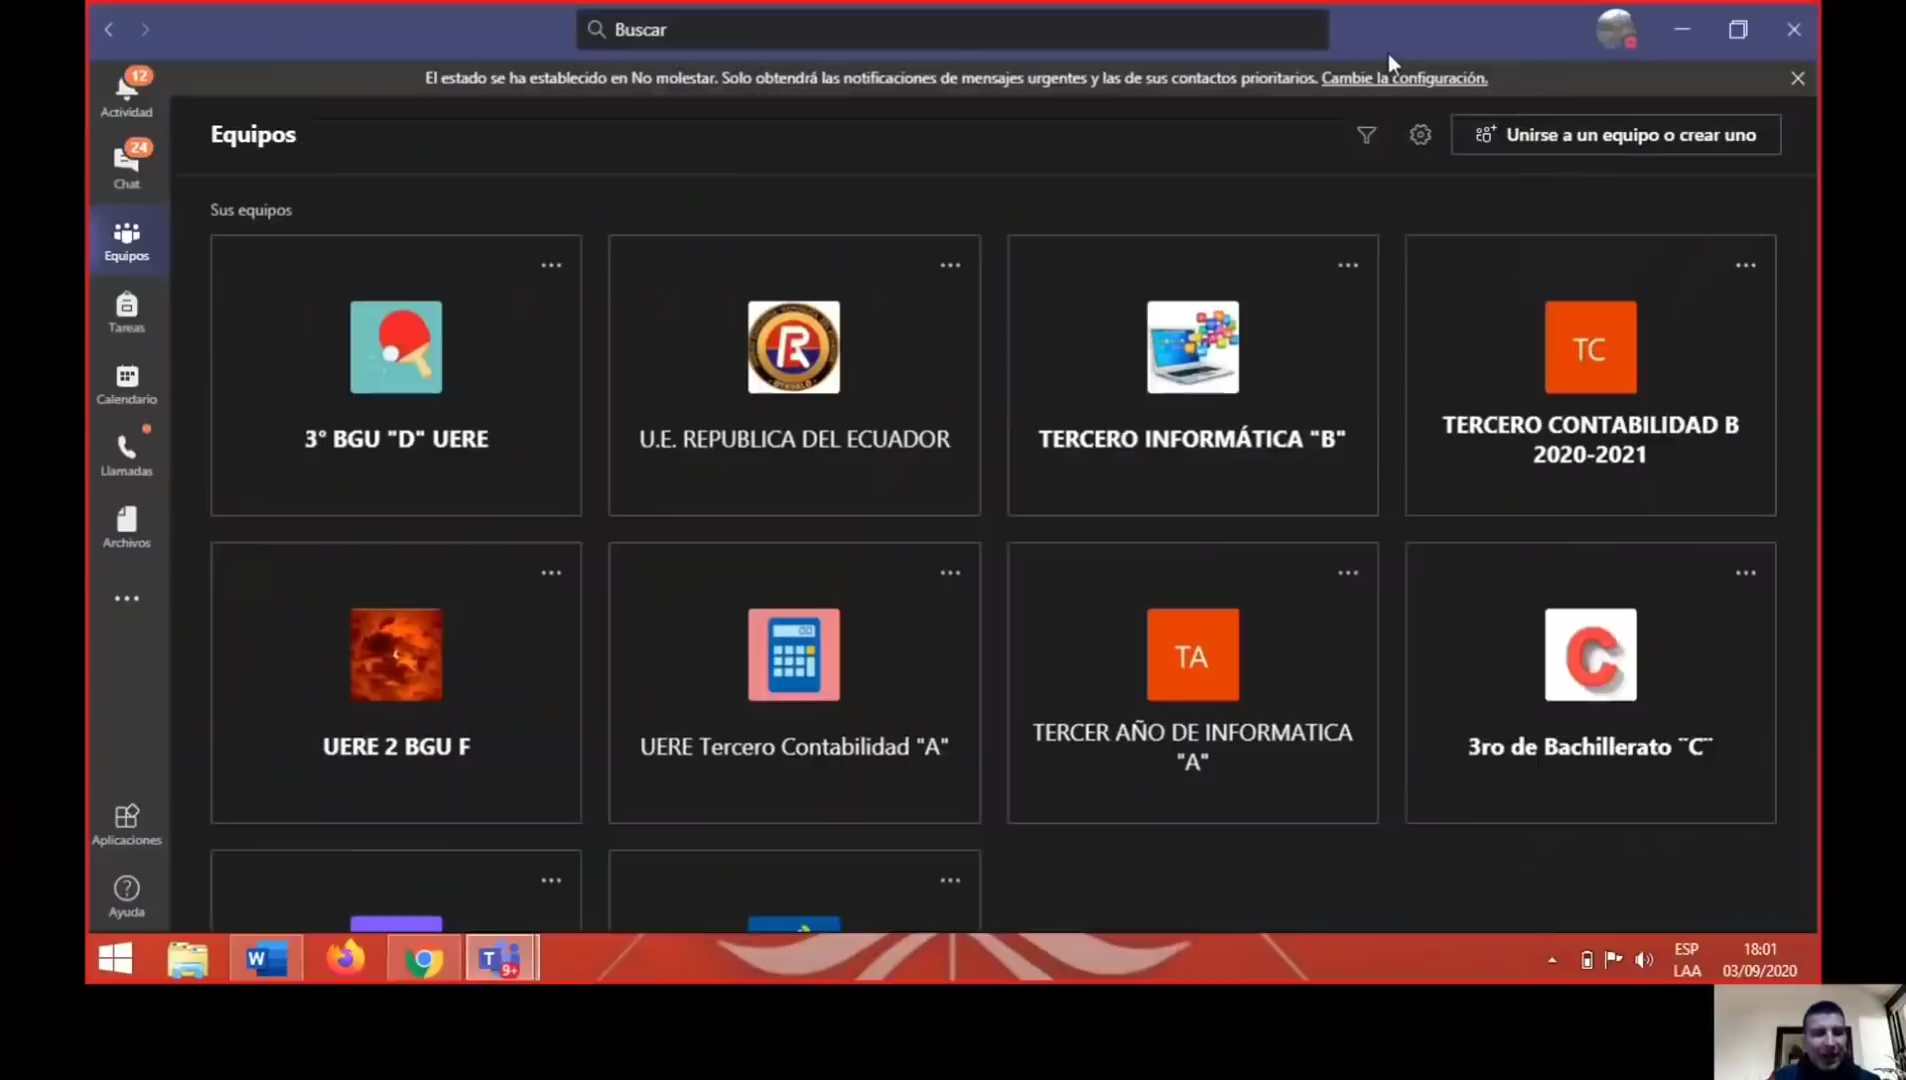 Buscar
El estado se ha establecido en No molestar. Solo obtendrá las notificaciones de mensajes urgentes y las de sus contactos prioritarios. Cambie la configuración.
12
Actividad
24
Chat
Equipos
Tareas
Calendario
Llamadas
Archivos
Aplicaciones
Ayuda
Equipos
Unirse a un equipo o crear uno
Sus equipos
3° BGU "D" UERE
R
OTAVALO
U.E. REPUBLICA DEL ECUADOR
TERCERO INFORMÁTICA "B"
TC
TERCERO CONTABILIDAD B
2020-2021
UERE 2 BGU F
UERE Tercero Contabilidad "A"
TA
TERCER AÑO DE INFORMATICA
"A"
C
3ro de Bachillerato ¨C¨
W
T
9+
ESP
LAA
18:01
03/09/2020